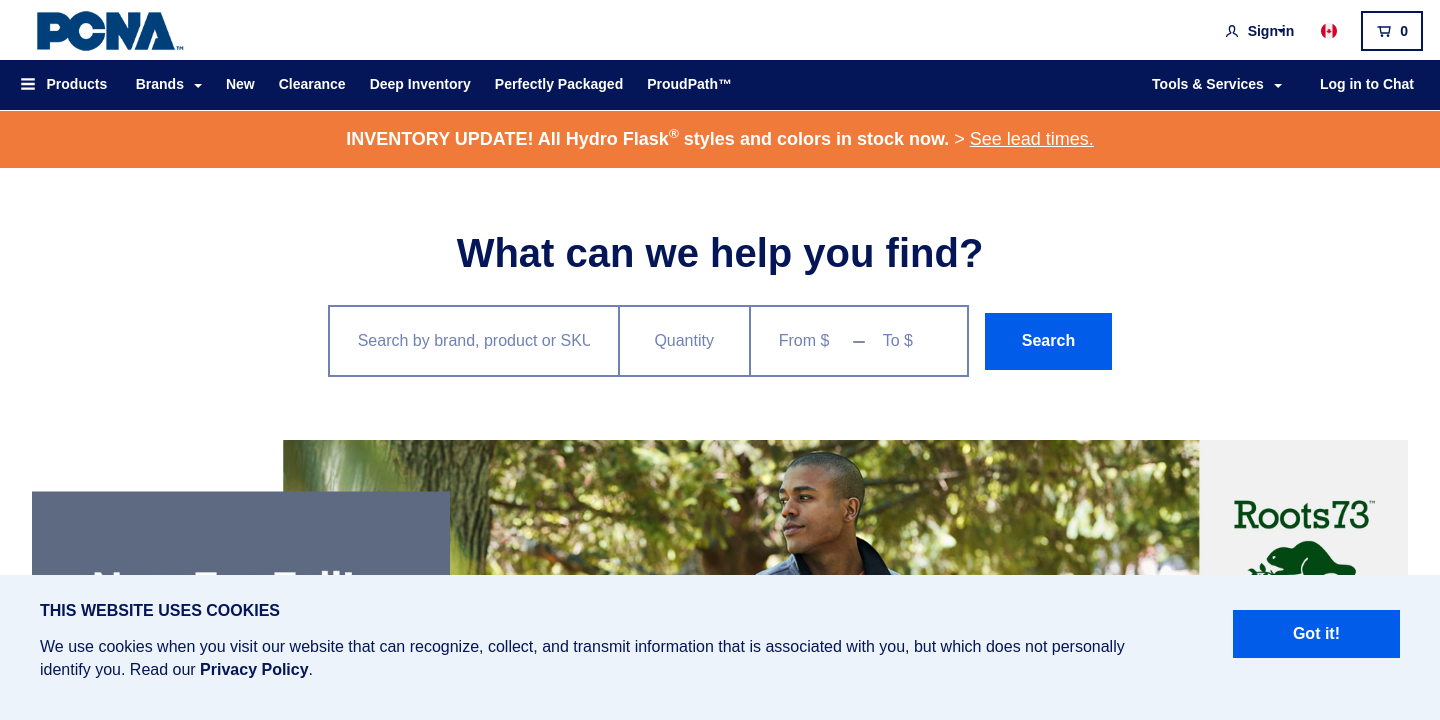 PCNA™
Sign in
0
Products
Brands
New
Clearance
Deep Inventory
Perfectly Packaged
ProudPath™
Tools & Services
Log in to Chat
INVENTORY UPDATE! All Hydro Flask® styles and colors in stock now. > See lead times.
What can we help you find?
Search by brand, product or SKU
Quantity
From $
–
To $
Search
Roots73™
THIS WEBSITE USES COOKIES
We use cookies when you visit our website that can recognize, collect, and transmit information that is associated with you, but which does not personally
identify you. Read our Privacy Policy.
Got it!